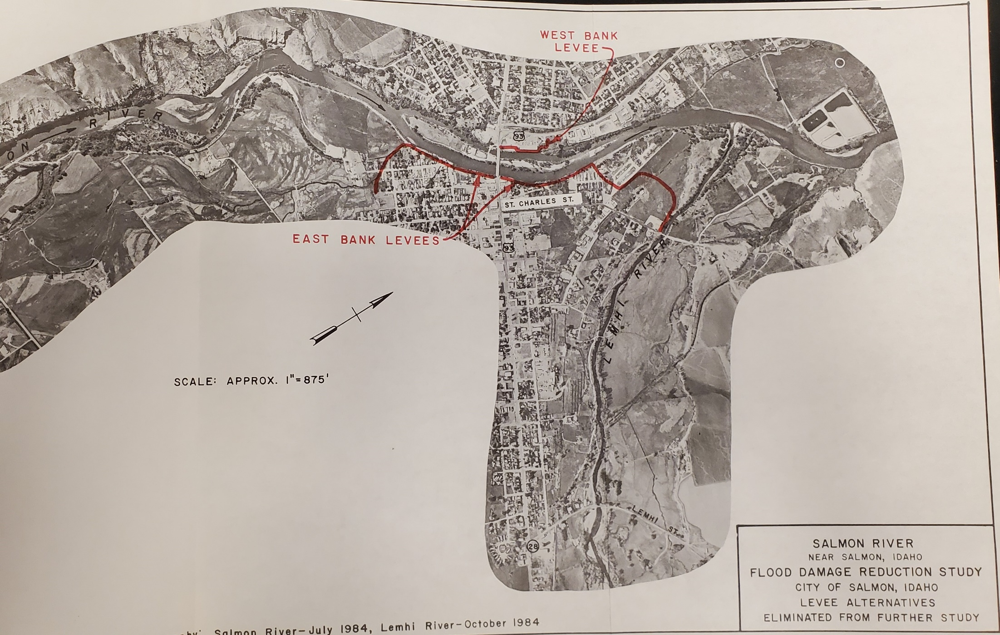 WEST BANK
LEVEE
ON RIVER
93
ST. CHARLES ST.
EAST BANK LEVEES
93
LEMHI RIVER
SCALE: APPROX. 1"=875'
LEMHI ST.
28
SALMON RIVER
NEAR SALMON, IDAHO
FLOOD DAMAGE REDUCTION STUDY
CITY OF SALMON, IDAHO
LEVEE ALTERNATIVES
ELIMINATED FROM FURTHER STUDY
Salmon River–July 1984, Lemhi River–October 1984